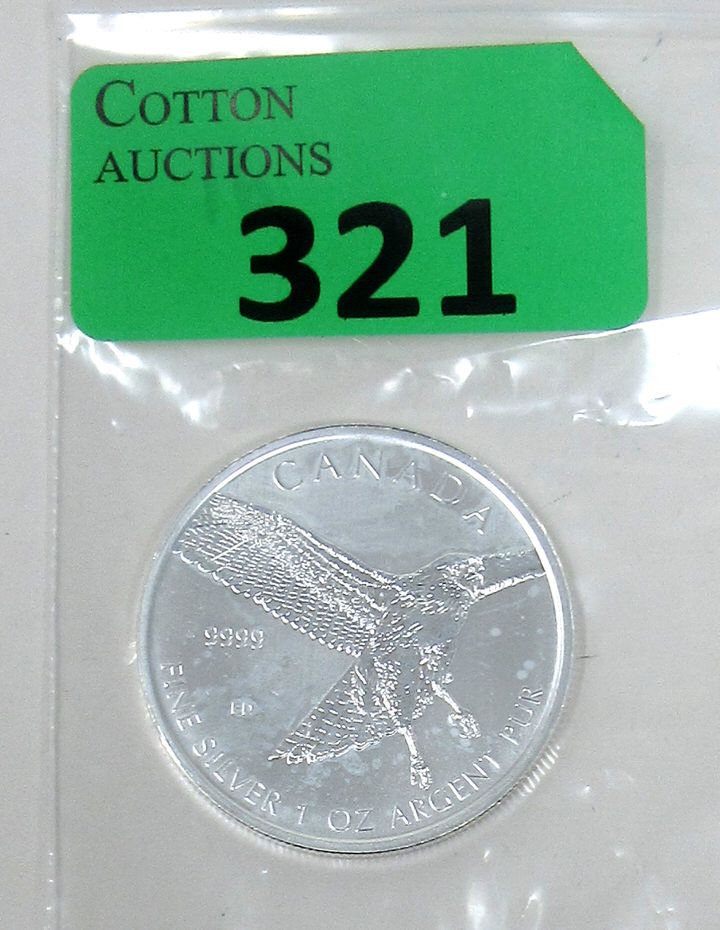 COTTON
AUCTIONS
321
CANADA
9999
FINE SILVER 1 OZ ARGENT PUR